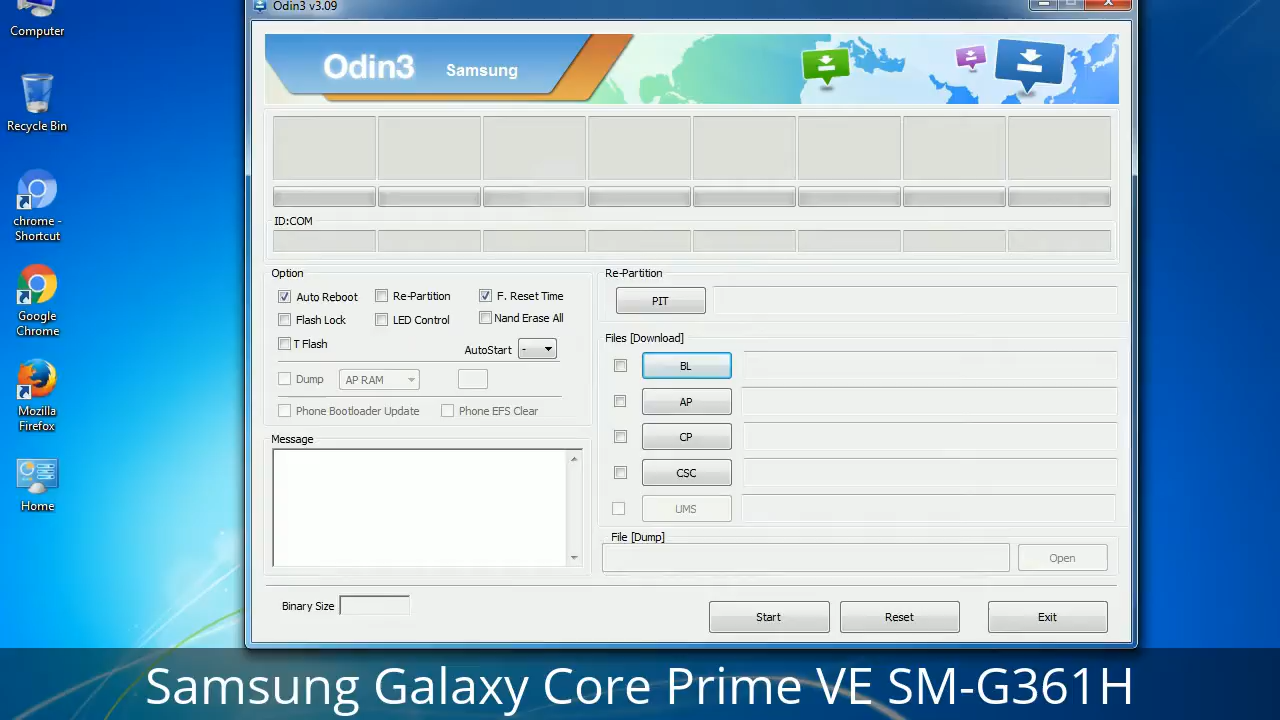 Computer
Recycle Bin
chrome -
Shortcut
Google
Chrome
Mozilla
Firefox
Home
Odin3 v3.09
Odin3 Samsung
ID:COM
Option
Auto Reboot Re-Partition F. Reset Time
Flash Lock LED Control Nand Erase All
T Flash AutoStart -
Dump AP RAM
Phone Bootloader Update Phone EFS Clear
Message
Binary Size
Re-Partition
PIT
Files [Download]
BL
AP
CP
CSC
UMS
File [Dump]
Open
Start Reset Exit
Samsung Galaxy Core Prime VE SM-G361H